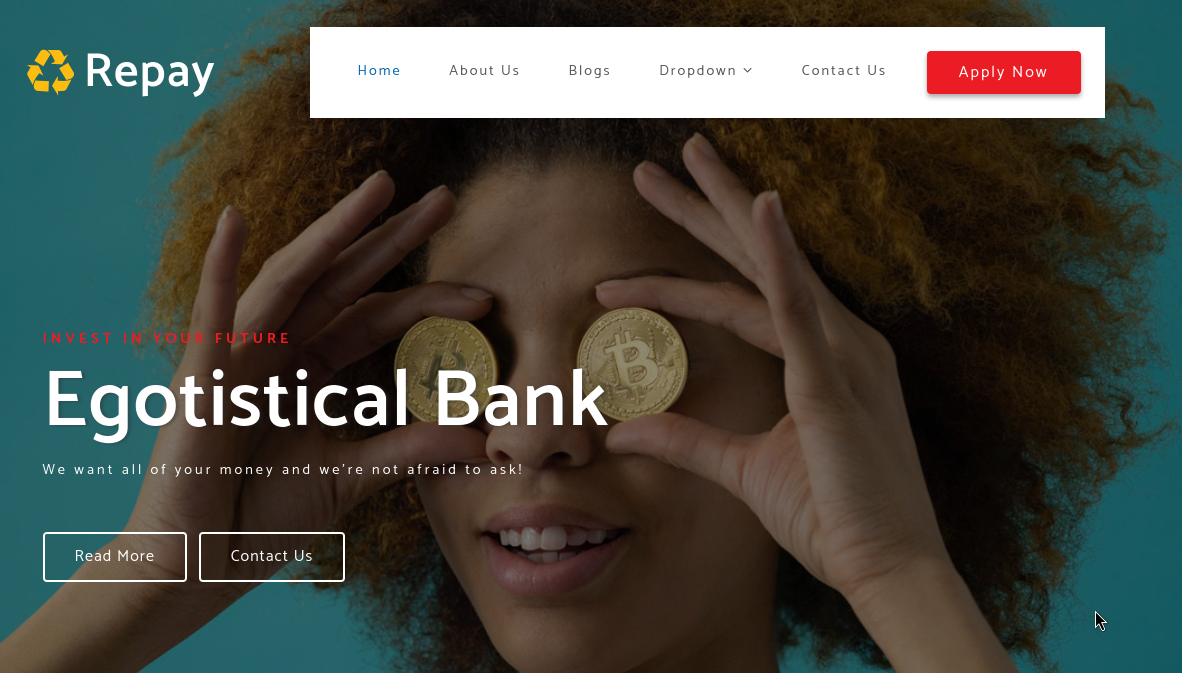 Repay
Home About Us Blogs Dropdown Contact Us Apply Now
INVEST IN YOUR FUTURE
Egotistical Bank
We want all of your money and we're not afraid to ask!
Read More Contact Us